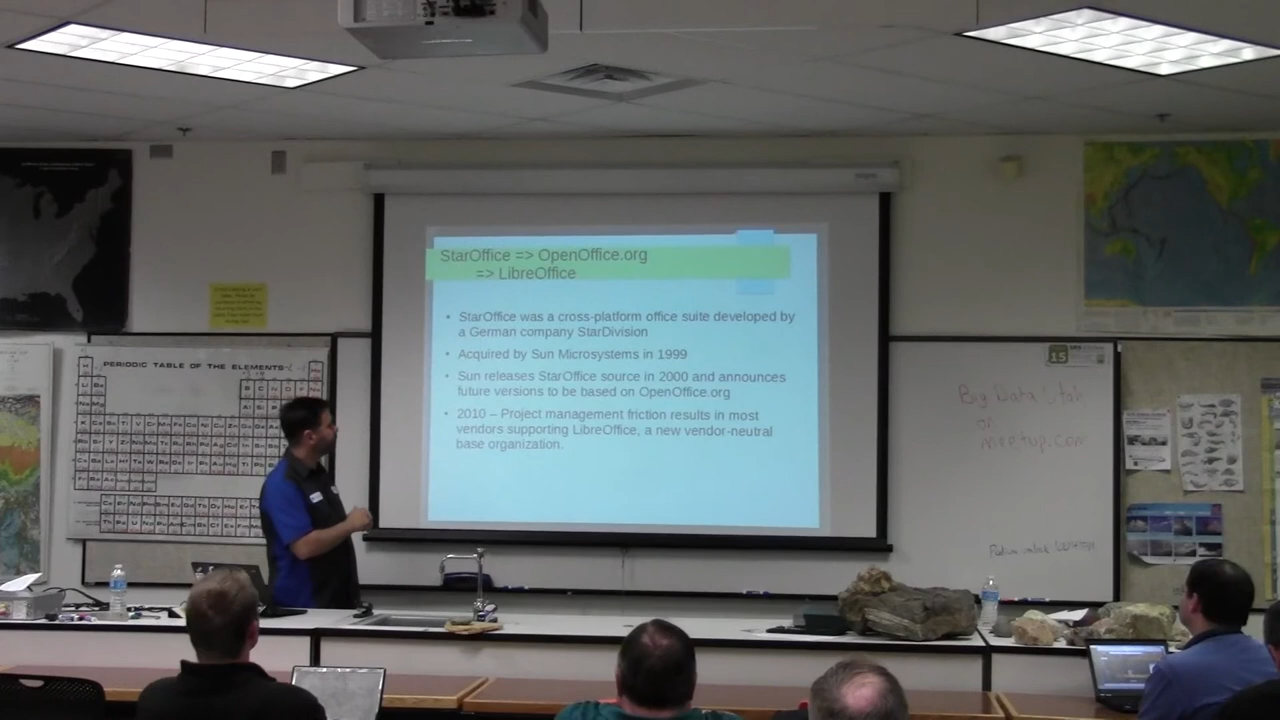 StarOffice => OpenOffice.org
=> LibreOffice
• StarOffice was a cross-platform office suite developed by
a German company StarDivision
• Acquired by Sun Microsystems in 1999
• Sun releases StarOffice source in 2000 and announces
future versions to be based on OpenOffice.org
• 2010 – Project management friction results in most
vendors supporting LibreOffice, a new vendor-neutral
base organization.
PERIODIC TABLE OF THE ELEMENTS
15
Big Data Utah
on
meetup.com